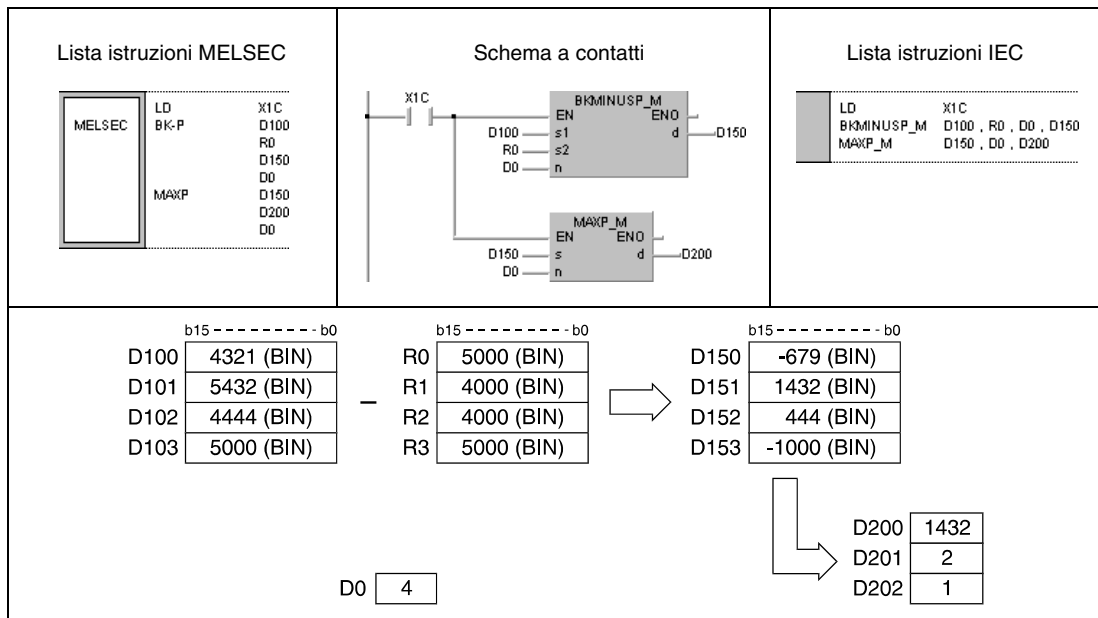 Lista istruzioni MELSEC
MELSEC
LD X1C
BK-P D100
R0
D150
D0
MAXP D150
D200
D0
Schema a contatti
X1C
BKMINUSP_M
EN ENO
D100 s1 d D150
R0 s2
D0 n
MAXP_M
EN ENO
D150 s d D200
D0 n
Lista istruzioni IEC
LD X1C
BKMINUSP_M D100 , R0 , D0 , D150
MAXP_M D150 , D0 , D200
b15 - - - - - - - - - - b0
D100 4321 (BIN)
D101 5432 (BIN)
D102 4444 (BIN)
D103 5000 (BIN)
–
b15 - - - - - - - - - - b0
R0 5000 (BIN)
R1 4000 (BIN)
R2 4000 (BIN)
R3 5000 (BIN)
b15 - - - - - - - - - - b0
D150 -679 (BIN)
D151 1432 (BIN)
D152 444 (BIN)
D153 -1000 (BIN)
D200 1432
D201 2
D202 1
D0 4